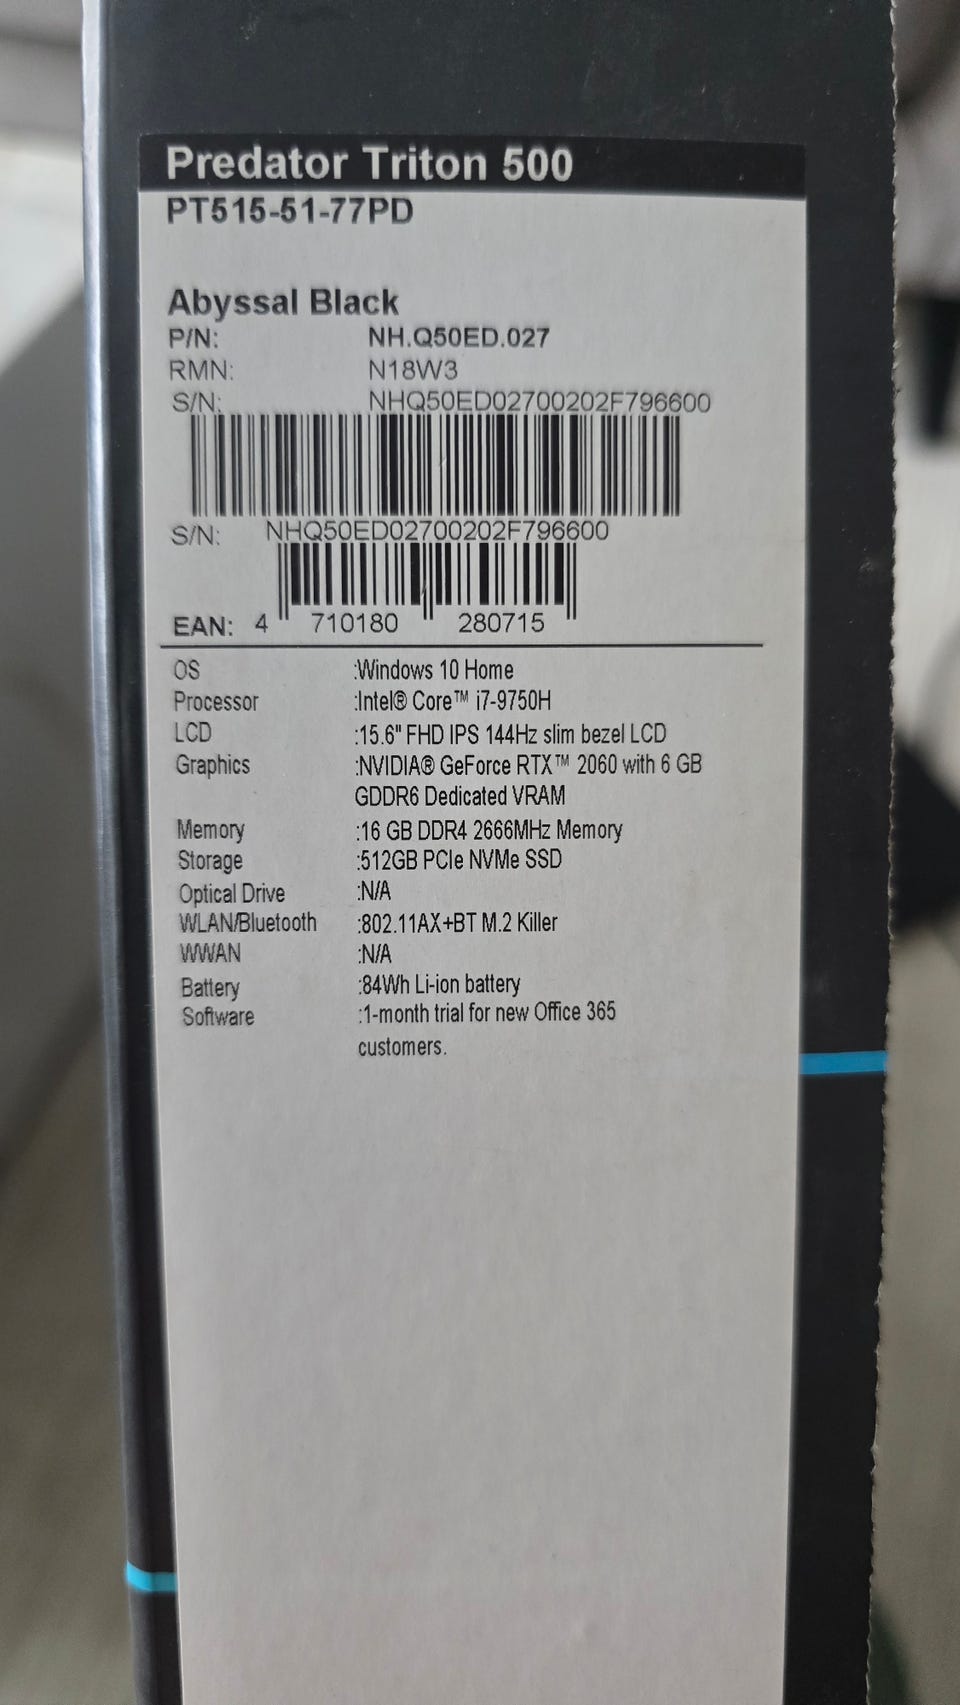 Predator Triton 500
PT515-51-77PD
Abyssal Black
P/N: NH.Q50ED.027
RMN: N18W3
S/N: NHQ50ED02700202F796600
S/N: NHQ50ED02700202F796600
EAN: 4 710180 280715
OS :Windows 10 Home
Processor :Intel® Core™ i7-9750H
LCD :15.6" FHD IPS 144Hz slim bezel LCD
Graphics :NVIDIA® GeForce RTX™ 2060 with 6 GB
GDDR6 Dedicated VRAM
Memory :16 GB DDR4 2666MHz Memory
Storage :512GB PCIe NVMe SSD
Optical Drive :N/A
WLAN/Bluetooth :802.11AX+BT M.2 Killer
WWAN :N/A
Battery :84Wh Li-ion battery
Software :1-month trial for new Office 365
customers.